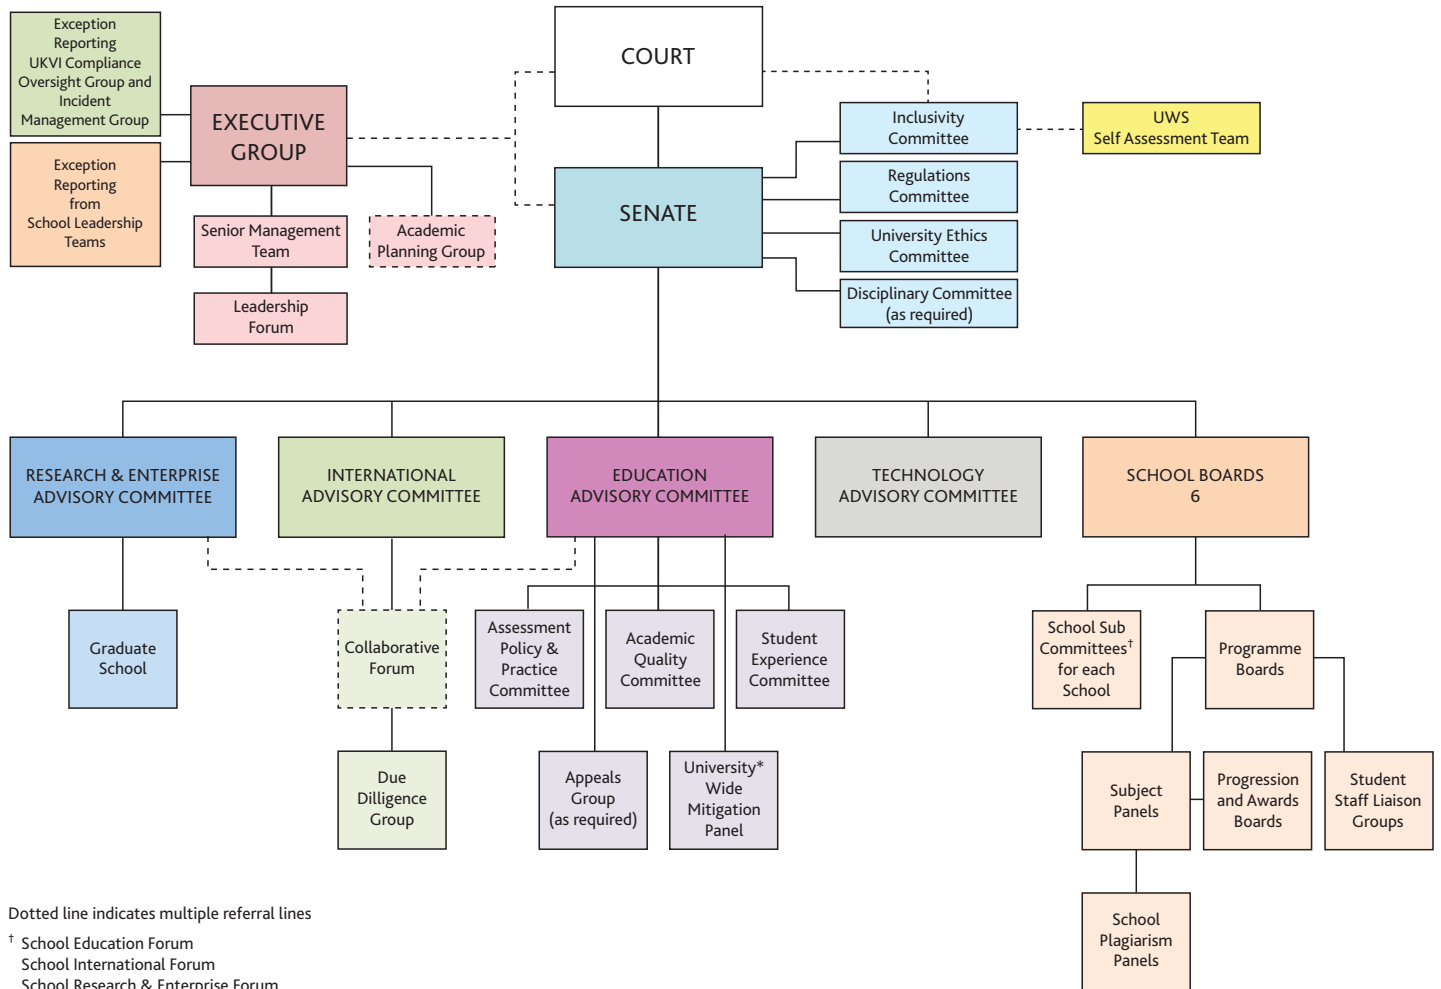 Exception
Reporting
UKVI Compliance
Oversight Group and
Incident
Management Group
Exception
Reporting
from
School Leadership
Teams
EXECUTIVE
GROUP
Senior Management
Team
Leadership
Forum
Academic
Planning Group
COURT
SENATE
Inclusivity
Committee
Regulations
Committee
University Ethics
Committee
Disciplinary Committee
(as required)
UWS
Self Assessment Team
RESEARCH & ENTERPRISE
ADVISORY COMMITTEE
INTERNATIONAL
ADVISORY COMMITTEE
EDUCATION
ADVISORY COMMITTEE
TECHNOLOGY
ADVISORY COMMITTEE
SCHOOL BOARDS
6
Graduate
School
Collaborative
Forum
Due
Dilligence
Group
Assessment
Policy &
Practice
Committee
Academic
Quality
Committee
Student
Experience
Committee
Appeals
Group
(as required)
University*
Wide
Mitigation
Panel
School Sub
Committees†
for each
School
Programme
Boards
Subject
Panels
Progression
and Awards
Boards
Student
Staff Liaison
Groups
School
Plagiarism
Panels
Dotted line indicates multiple referral lines
† School Education Forum
School International Forum
School Research & Enterprise Forum